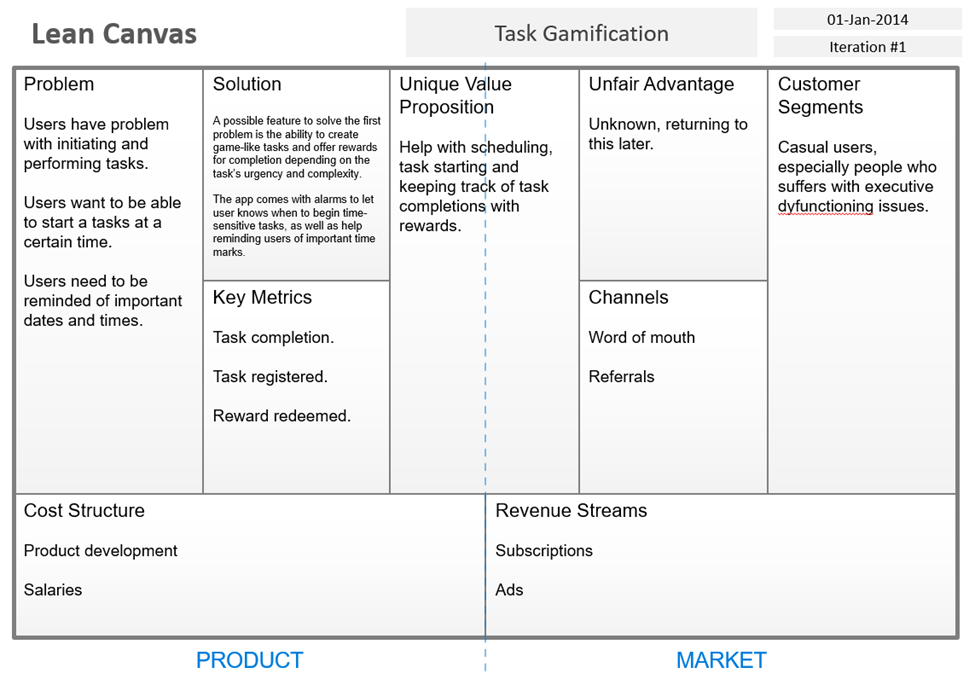 Lean Canvas
Task Gamification
01-Jan-2014
Iteration #1
Problem
Users have problem
with initiating and
performing tasks.
Users want to be able
to start a tasks at a
certain time.
Users need to be
reminded of important
dates and times.
Solution
A possible feature to solve the first
problem is the ability to create
game-like tasks and offer rewards
for completion depending on the
task's urgency and complexity.
The app comes with alarms to let
user knows when to begin time-
sensitive tasks, as well as help
reminding users of important time
marks.
Key Metrics
Task completion.
Task registered.
Reward redeemed.
Unique Value
Proposition
Help with scheduling,
task starting and
keeping track of task
completions with
rewards.
Unfair Advantage
Unknown, returning to
this later.
Channels
Word of mouth
Referrals
Customer
Segments
Casual users,
especially people who
suffers with executive
dyfunctioning issues.
Cost Structure
Product development
Salaries
Revenue Streams
Subscriptions
Ads
PRODUCT
MARKET